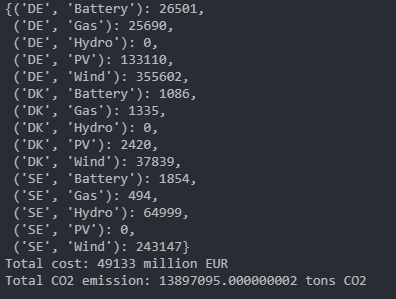 {('DE', 'Battery'): 26501,
('DE', 'Gas'): 25690,
('DE', 'Hydro'): 0,
('DE', 'PV'): 133110,
('DE', 'Wind'): 355602,
('DK', 'Battery'): 1086,
('DK', 'Gas'): 1335,
('DK', 'Hydro'): 0,
('DK', 'PV'): 2420,
('DK', 'Wind'): 37839,
('SE', 'Battery'): 1854,
('SE', 'Gas'): 494,
('SE', 'Hydro'): 64999,
('SE', 'PV'): 0,
('SE', 'Wind'): 243147}
Total cost: 49133 million EUR
Total CO2 emission: 13897095.000000002 tons CO2